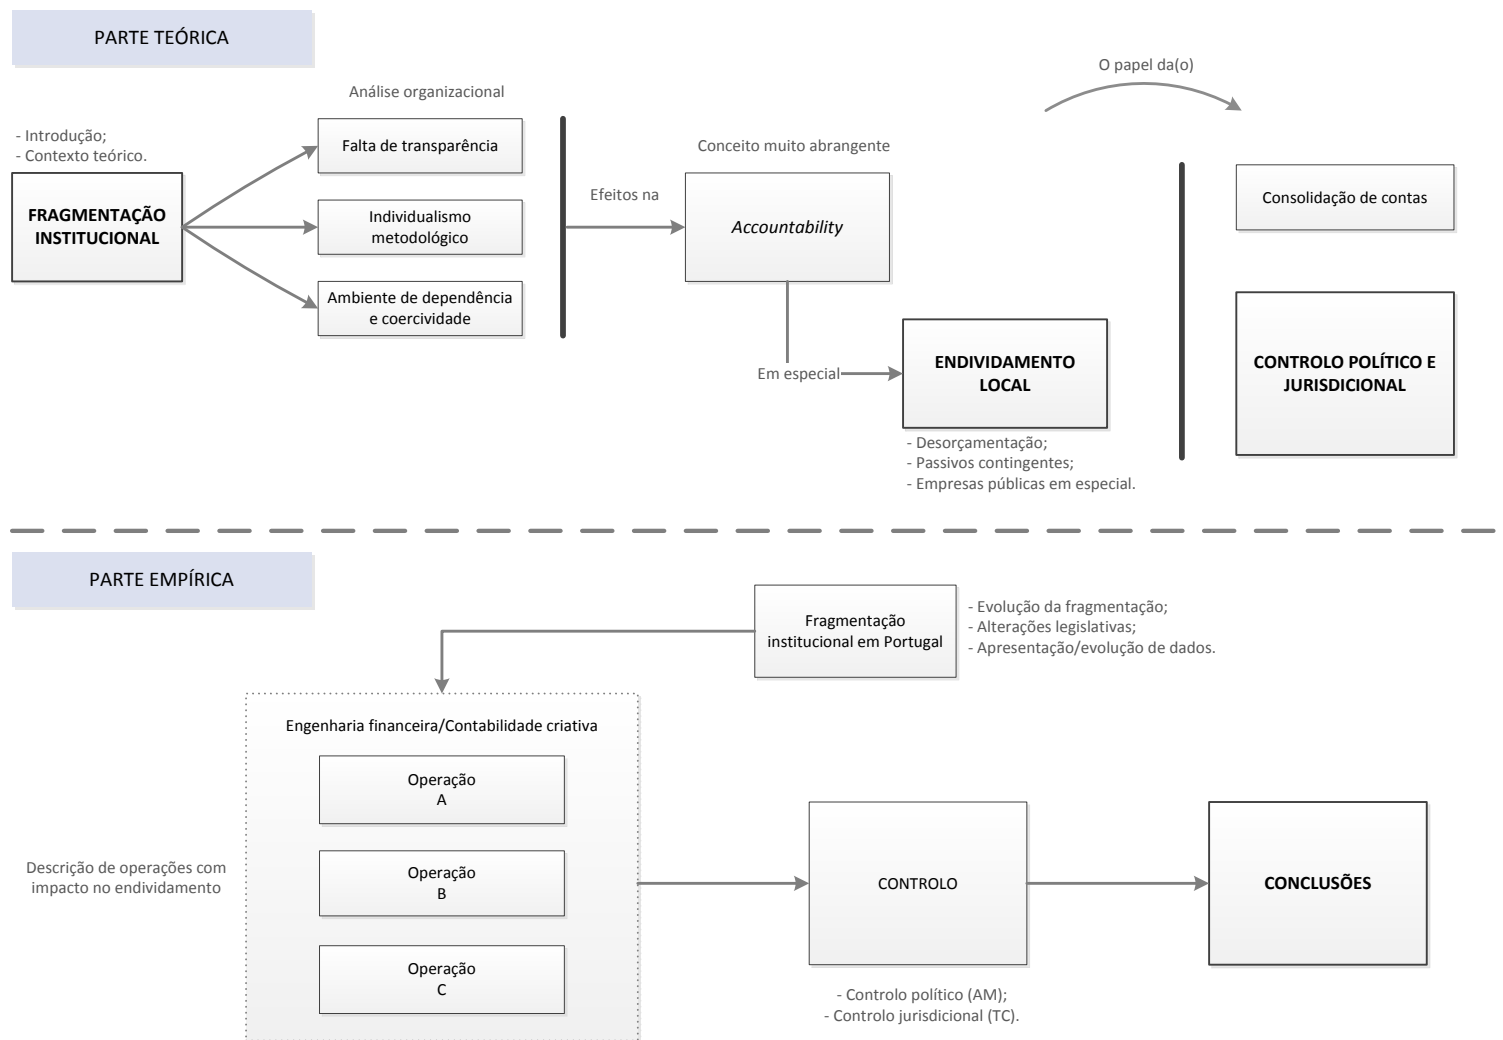 PARTE TEÓRICA
O papel da(o)
Análise organizacional
- Introdução;
- Contexto teórico.
FRAGMENTAÇÃO
INSTITUCIONAL
Falta de transparência
Individualismo
metodológico
Ambiente de dependência
e coercividade
Efeitos na
Conceito muito abrangente
Accountability
Em especial
ENDIVIDAMENTO
LOCAL
- Desorçamentação;
- Passivos contingentes;
- Empresas públicas em especial.
Consolidação de contas
CONTROLO POLÍTICO E
JURISDICIONAL
PARTE EMPÍRICA
Fragmentação
institucional em Portugal
- Evolução da fragmentação;
- Alterações legislativas;
- Apresentação/evolução de dados.
Engenharia financeira/Contabilidade criativa
Operação
A
Operação
B
Operação
C
Descrição de operações com
impacto no endividamento
CONTROLO
- Controlo político (AM);
- Controlo jurisdicional (TC).
CONCLUSÕES